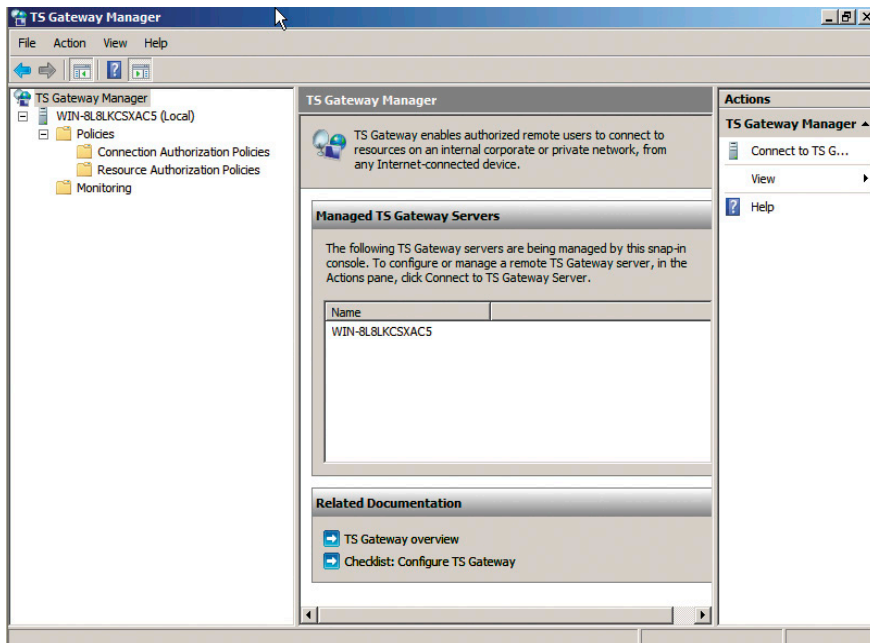 TS Gateway Manager
File Action View Help
TS Gateway Manager
WIN-8L8LKCSXAC5 (Local)
Policies
Connection Authorization Policies
Resource Authorization Policies
Monitoring
TS Gateway Manager
TS Gateway enables authorized remote users to connect to
resources on an internal corporate or private network, from
any Internet-connected device.
Managed TS Gateway Servers
The following TS Gateway servers are being managed by this snap-in
console. To configure or manage a remote TS Gateway server, in the
Actions pane, click Connect to TS Gateway Server.
Name
WIN-8L8LKCSXAC5
Related Documentation
TS Gateway overview
Checklist: Configure TS Gateway
Actions
TS Gateway Manager
Connect to TS G...
View
Help